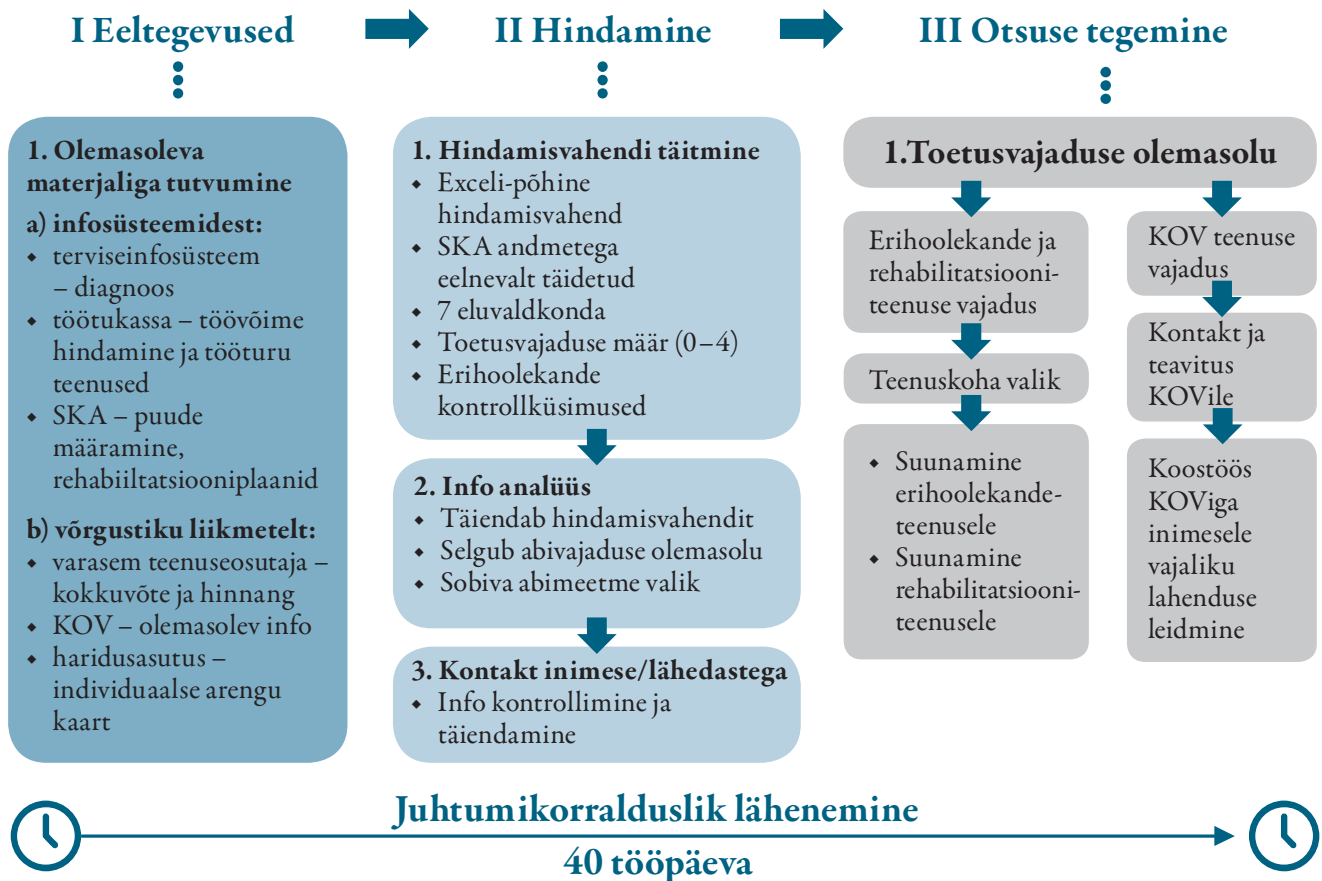 I Eeltegevused
II Hindamine
III Otsuse tegemine
1. Olemasoleva
materjaliga tutvumine
a) infosüsteemidest:
• terviseinfosüsteem
– diagnoos
• töötukassa – töövõime
hindamine ja tööturu
teenused
• SKA – puude
määramine,
rehabiiltatsiooniplaanid
b) võrgustiku liikmetelt:
• varasem teenuseosutaja –
kokkuvõte ja hinnang
• KOV – olemasolev info
• haridusasutus –
individuaalse arengu
kaart
1. Hindamisvahendi täitmine
• Exceli-põhine
hindamisvahend
• SKA andmetega
eelnevalt täidetud
• 7 eluvaldkonda
• Toetusvajaduse määr (0–4)
• Erihoolekande
kontrollküsimused
2. Info analüüs
• Täiendab hindamisvahendit
• Selgub abivajaduse olemasolu
• Sobiva abimeetme valik
3. Kontakt inimese/lähedastega
• Info kontrollimine ja
täiendamine
1.Toetusvajaduse olemasolu
Erihoolekande ja
rehabilitatsiooni-
teenuse vajadus
Teenuskoha valik
• Suunamine
erihoolekande-
teenusele
• Suunamine
rehabilitatsiooni-
teenusele
KOV teenuse
vajadus
Kontakt ja
teavitus
KOVile
Koostöös
KOViga
inimesele
vajaliku
lahenduse
leidmine
Juhtumikorralduslik lähenemine
40 tööpäeva